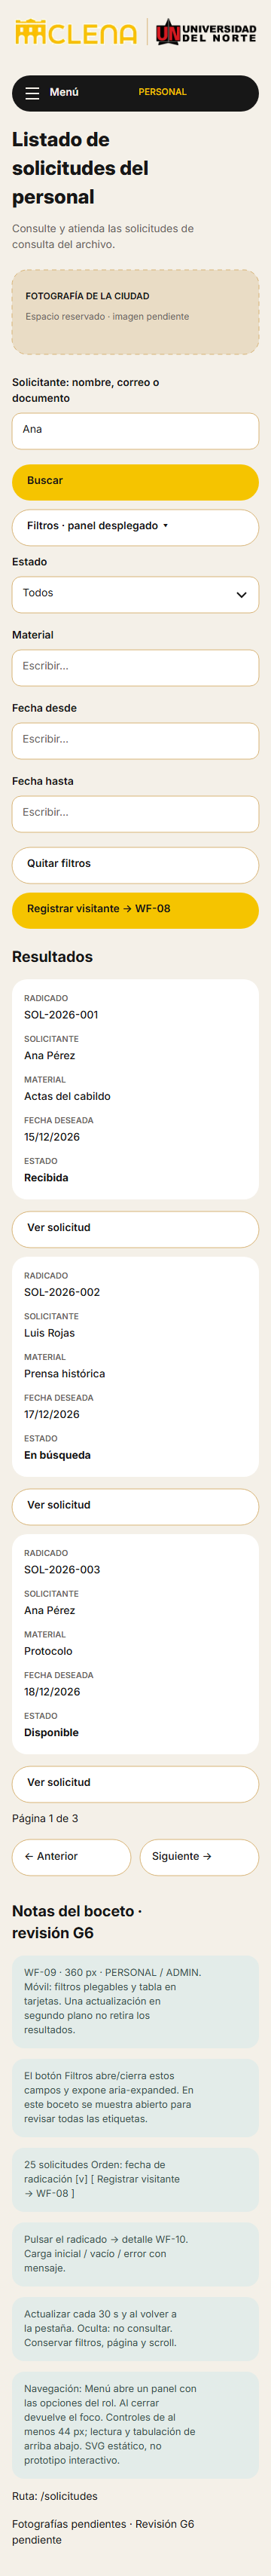 CLENA
UNIVERSIDAD
DEL NORTE
Menú
PERSONAL
Listado de
solicitudes del
personal
Consulte y atienda las solicitudes de
consulta del archivo.
FOTOGRAFÍA DE LA CIUDAD
Espacio reservado · imagen pendiente
Solicitante: nombre, correo o
documento
Ana
Buscar
Filtros · panel desplegado ▾
Estado
Todos
Material
Escribir...
Fecha desde
Escribir...
Fecha hasta
Escribir...
Quitar filtros
Registrar visitante → WF-08
Resultados
RADICADO
SOL-2026-001
SOLICITANTE
Ana Pérez
MATERIAL
Actas del cabildo
FECHA DESEADA
15/12/2026
ESTADO
Recibida
Ver solicitud
RADICADO
SOL-2026-002
SOLICITANTE
Luis Rojas
MATERIAL
Prensa histórica
FECHA DESEADA
17/12/2026
ESTADO
En búsqueda
Ver solicitud
RADICADO
SOL-2026-003
SOLICITANTE
Ana Pérez
MATERIAL
Protocolo
FECHA DESEADA
18/12/2026
ESTADO
Disponible
Ver solicitud
Página 1 de 3
← Anterior
Siguiente →
Notas del boceto ·
revisión G6
WF-09 · 360 px · PERSONAL / ADMIN.
Móvil: filtros plegables y tabla en
tarjetas. Una actualización en
segundo plano no retira los
resultados.
El botón Filtros abre/cierra estos
campos y expone aria-expanded. En
este boceto se muestra abierto para
revisar todas las etiquetas.
25 solicitudes Orden: fecha de
radicación [v] [ Registrar visitante
→ WF-08 ]
Pulsar el radicado → detalle WF-10.
Carga inicial / vacío / error con
mensaje.
Actualizar cada 30 s y al volver a
la pestaña. Oculta: no consultar.
Conservar filtros, página y scroll.
Navegación: Menú abre un panel con
las opciones del rol. Al cerrar
devuelve el foco. Controles de al
menos 44 px; lectura y tabulación de
arriba abajo. SVG estático, no
prototipo interactivo.
Ruta: /solicitudes
Fotografías pendientes · Revisión G6
pendiente